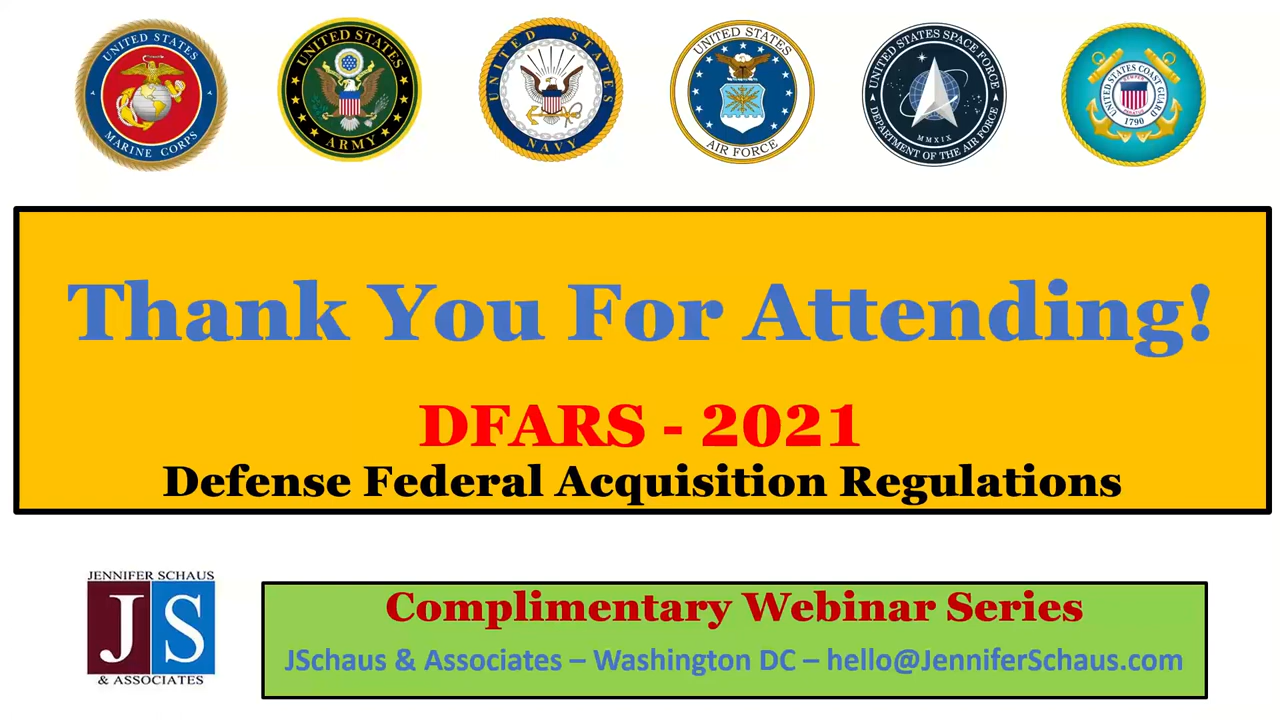 UNITED STATES
MARINE CORPS
UNITED STATES
ARMY
UNITED STATES
NAVY
UNITED STATES
AIR FORCE
UNITED STATES SPACE FORCE
MMXIX
DEPARTMENT OF THE AIR FORCE
UNITED STATES COAST GUARD
1790
Thank You For Attending!
DFARS - 2021
Defense Federal Acquisition Regulations
JENNIFER SCHAUS
JS
& ASSOCIATES
Complimentary Webinar Series
JSchaus & Associates – Washington DC – hello@JenniferSchaus.com